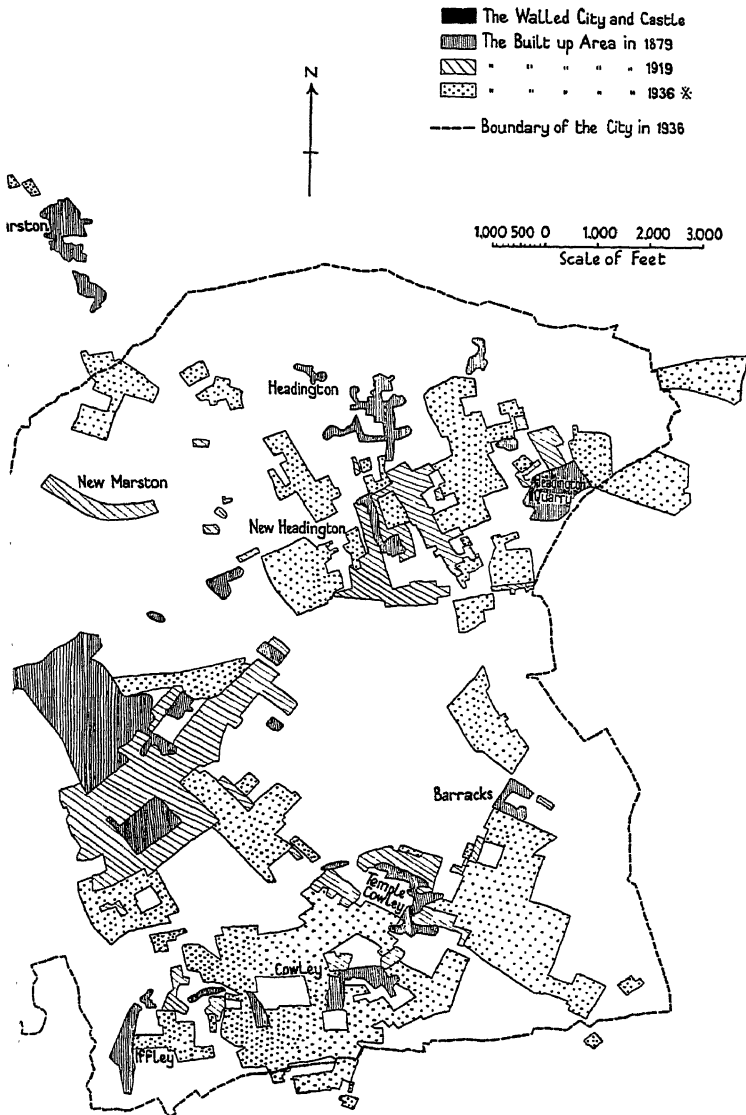 The Walled City and Castle
The Built up Area in 1879
" " " " " 1919
" " " " " 1936 ※
Boundary of the City in 1936
N
1,000 500 0 1,000 2,000 3,000
Scale of Feet
arston
Headington
New Marston
Headington
Quarry
New Headington
Barracks
Temple
Cowley
Cowley
Iffley